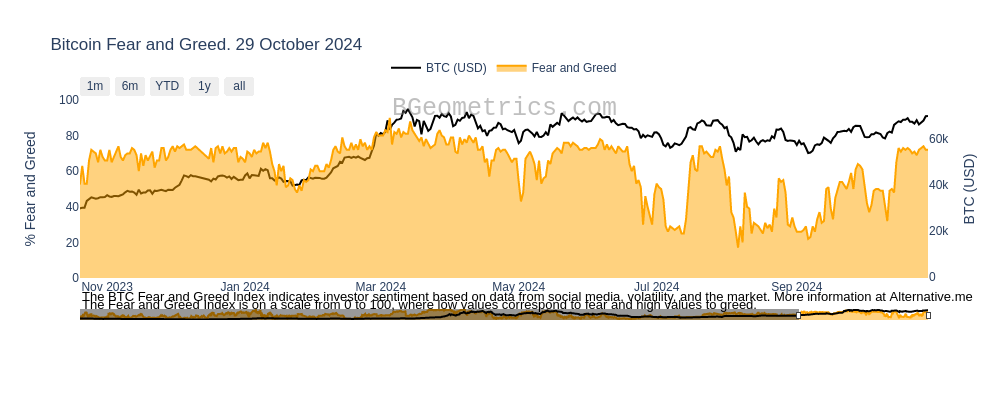 Bitcoin Fear and Greed. 29 October 2024
BTC (USD) Fear and Greed
1m 6m YTD 1y all
BGeometrics.com
100
80
60
40
20
0
% Fear and Greed
60k
40k
20k
0
BTC (USD)
Nov 2023 Jan 2024 Mar 2024 May 2024 Jul 2024 Sep 2024
The BTC Fear and Greed Index indicates investor sentiment based on data from social media, volatility, and the market. More information at Alternative.me
The Fear and Greed Index is on a scale from 0 to 100, where low values correspond to fear and high values to greed.